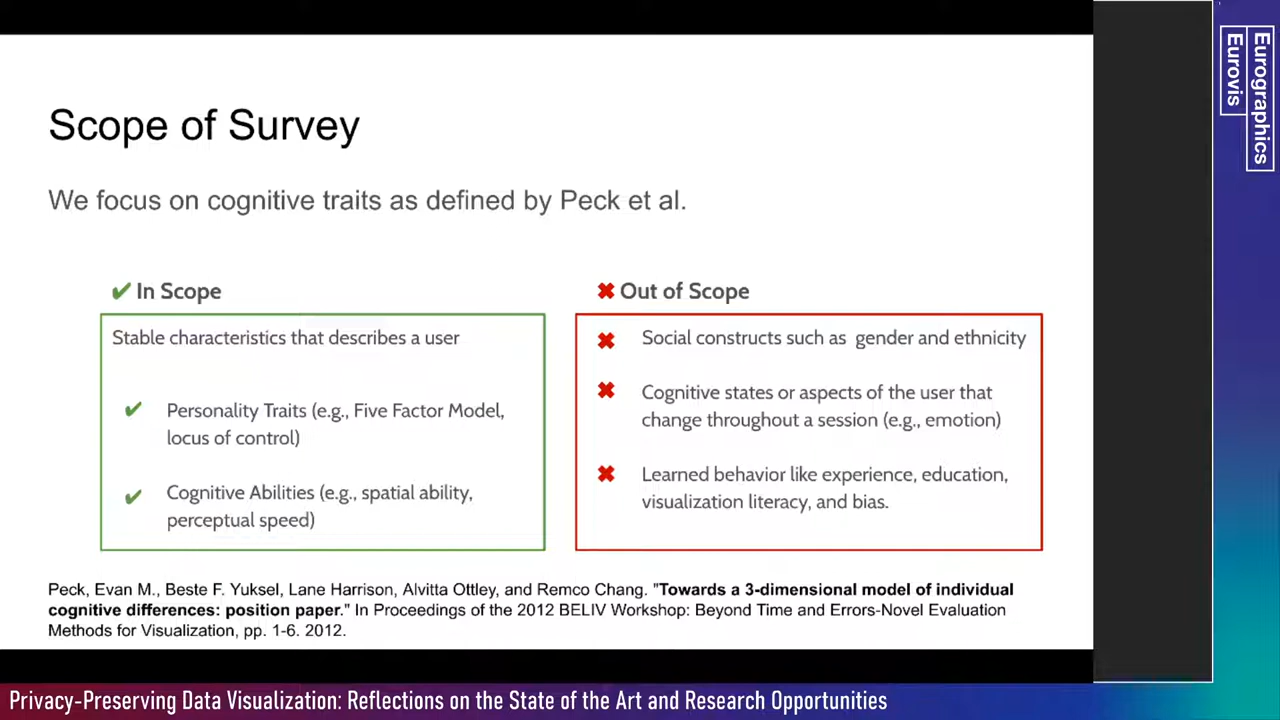 Scope of Survey
We focus on cognitive traits as defined by Peck et al.
✔ In Scope
Stable characteristics that describes a user
✔ Personality Traits (e.g., Five Factor Model,
locus of control)
✔ Cognitive Abilities (e.g., spatial ability,
perceptual speed)
✖ Out of Scope
✖ Social constructs such as gender and ethnicity
✖ Cognitive states or aspects of the user that
change throughout a session (e.g., emotion)
✖ Learned behavior like experience, education,
visualization literacy, and bias.
Peck, Evan M., Beste F. Yuksel, Lane Harrison, Alvitta Ottley, and Remco Chang. "Towards a 3-dimensional model of individual
cognitive differences: position paper." In Proceedings of the 2012 BELIV Workshop: Beyond Time and Errors-Novel Evaluation
Methods for Visualization, pp. 1-6. 2012.
Eurographics
Eurovis
Privacy-Preserving Data Visualization: Reflections on the State of the Art and Research Opportunities